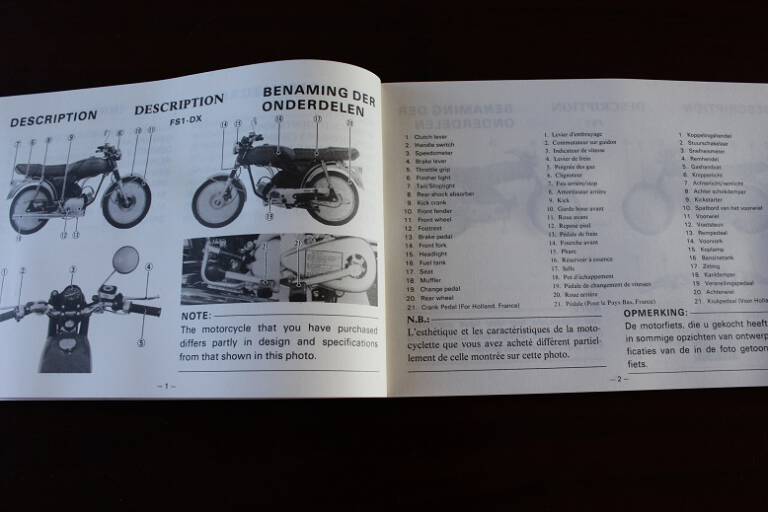 DESCRIPTION
DESCRIPTION
FS1-DX
BENAMING DER
ONDERDELEN
NOTE:
The motorcycle that you have purchased
differs partly in design and specifications
from that shown in this photo.
– 1 –
1. Clutch lever
2. Handle switch
3. Speedometer
4. Brake lever
5. Throttle grip
6. Flasher light
7. Tail/Stoplight
8. Rear shock absorber
9. Kick crank
10. Front fender
11. Front wheel
12. Footrest
13. Brake pedal
14. Front fork
15. Headlight
16. Fuel tank
17. Seat
18. Muffler
19. Change pedal
20. Rear wheel
21. Crank Pedal (For Holland, France)
1. Levier d'embrayage
2. Commutateur sur guidon
3. Indicateur de vitesse
4. Levier de frein
5. Poignée des gaz
6. Clignoteur
7. Feu arrière/stop
8. Amortisseur arrière
9. Kick
10. Garde boue avant
11. Roue avant
12. Repose pied
13. Pédale de frein
14. Fourche avant
15. Phare
16. Réservoir à essence
17. Selle
18. Pot d'échappement
19. Pédale de changement de vitesses
20. Roue arrière
21. Pédale (Pour le Pays Bas, France)
N.B.:
L'esthétique et les caractéristiques de la moto-
cyclette que vous avez acheté diffèrent partiel-
lement de celle montrée sur cette photo.
1. Koppelingshendel
2. Stuurschakelaar
3. Snelheidsmeter
4. Remhendel
5. Gashandvat
6. Knipperlicht
7. Achterlicht/remlicht
8. Achter schokdemper
9. Kickstarter
10. Spatbord van het voorwiel
11. Voorwiel
12. Voetsteun
13. Rempedaal
14. Voorvork
15. Koplamp
16. Benzinetank
17. Zitting
18. Knaldemper
19. Versnellingspedaal
20. Achterwiel
21. Krukpedaal (Voor
OPMERKING:
De motorfiets, die u gekocht heeft
in sommige opzichten van ontwerp
ficaties van de in de foto getoon
fiets.
– 2 –